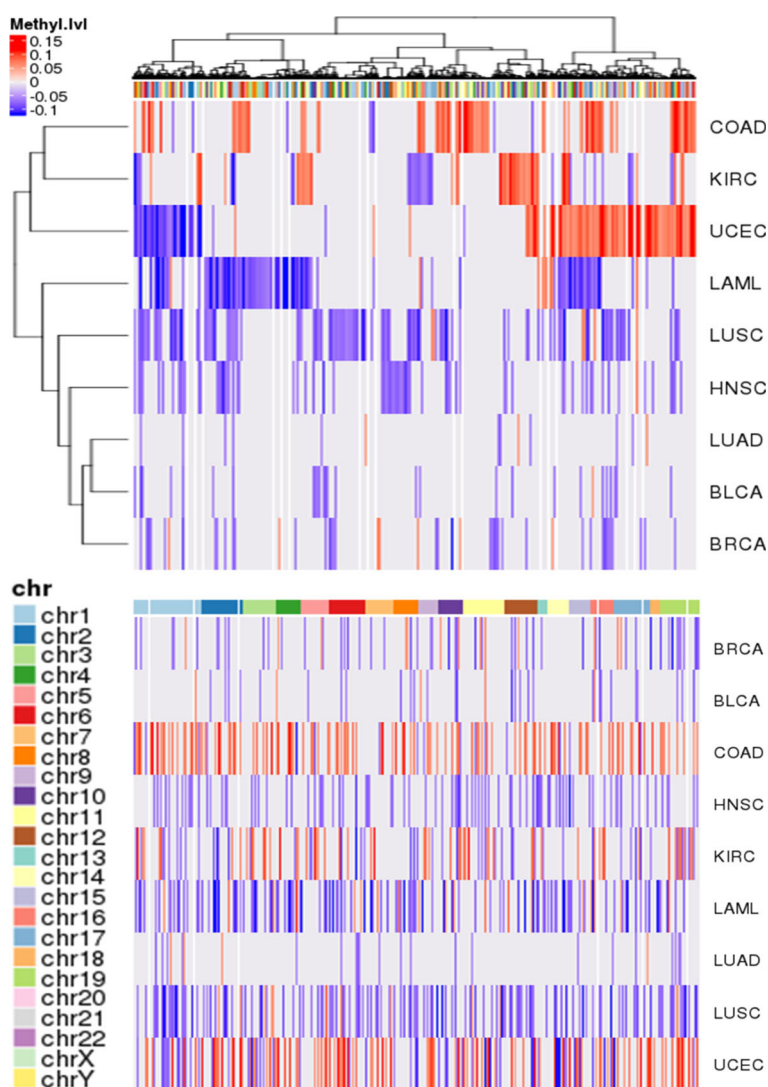 Methyl.lvl
0.15
0.1
0.05
0
-0.05
-0.1
COAD
KIRC
UCEC
LAML
LUSC
HNSC
LUAD
BLCA
BRCA
chr
chr1
chr2
chr3
chr4
chr5
chr6
chr7
chr8
chr9
chr10
chr11
chr12
chr13
chr14
chr15
chr16
chr17
chr18
chr19
chr20
chr21
chr22
chrX
chrY
BRCA
BLCA
COAD
HNSC
KIRC
LAML
LUAD
LUSC
UCEC